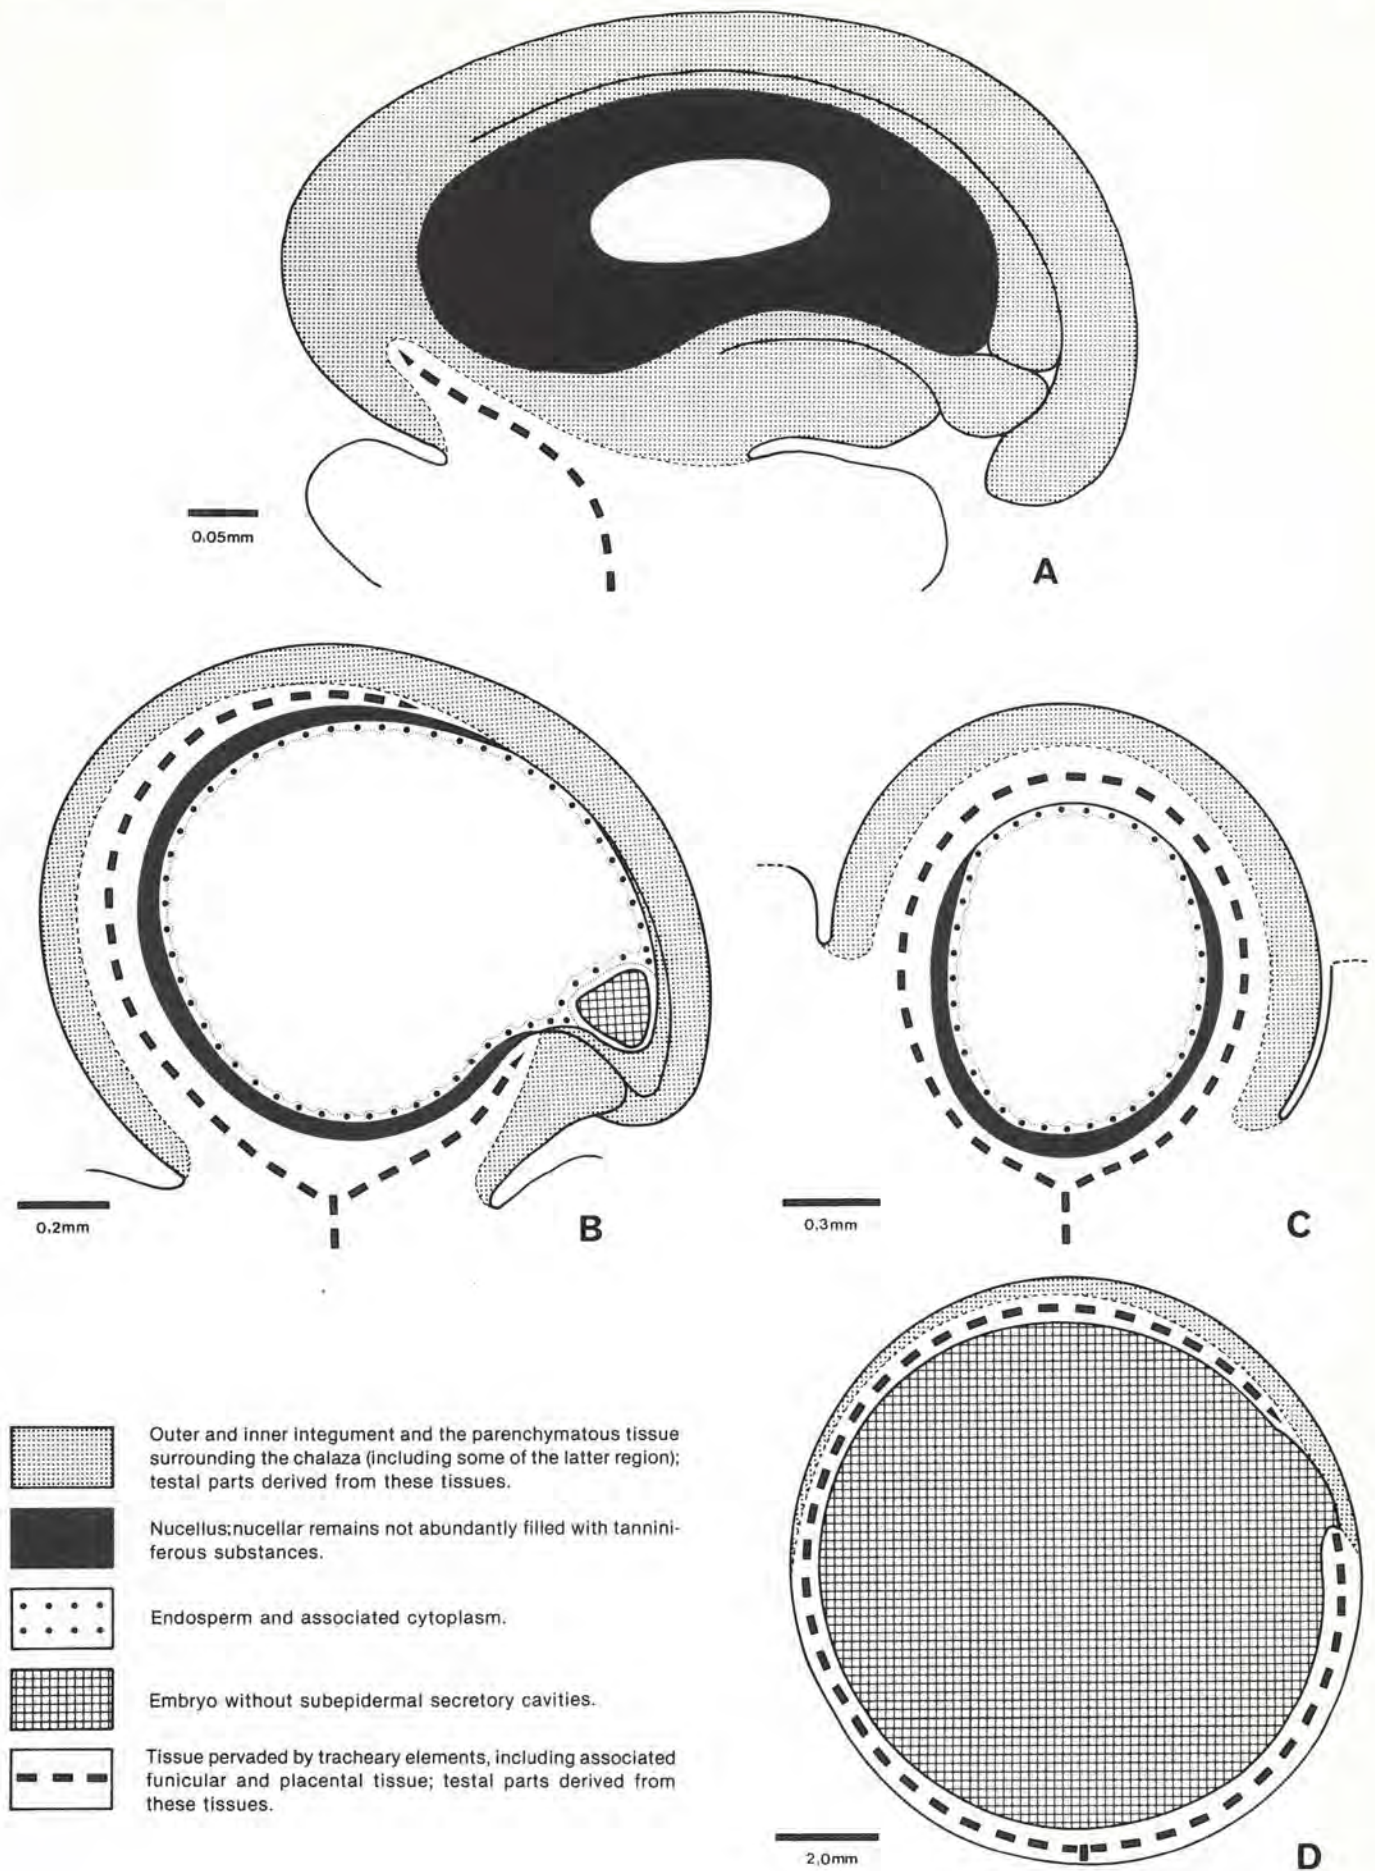 0.05mm
A
0.2mm
B
0.3mm
C
Outer and inner integument and the parenchymatous tissue
surrounding the chalaza (including some of the latter region);
testal parts derived from these tissues.
Nucellus; nucellar remains not abundantly filled with tannini-
ferous substances.
Endosperm and associated cytoplasm.
Embryo without subepidermal secretory cavities.
Tissue pervaded by tracheary elements, including associated
funicular and placental tissue; testal parts derived from
these tissues.
2.0mm
D